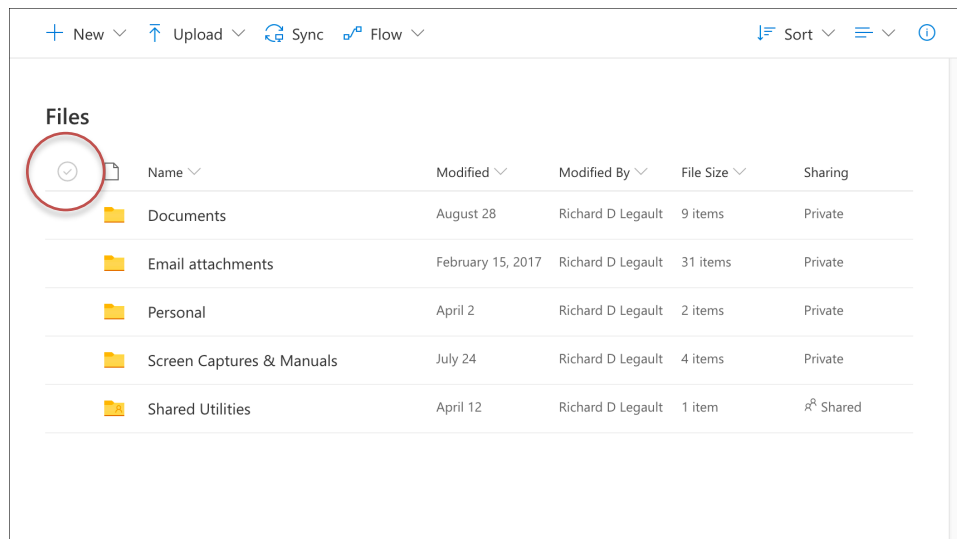 New Upload Sync Flow Sort
Files
Name Modified Modified By File Size Sharing
Documents August 28 Richard D Legault 9 items Private
Email attachments February 15, 2017 Richard D Legault 31 items Private
Personal April 2 Richard D Legault 2 items Private
Screen Captures & Manuals July 24 Richard D Legault 4 items Private
Shared Utilities April 12 Richard D Legault 1 item Shared